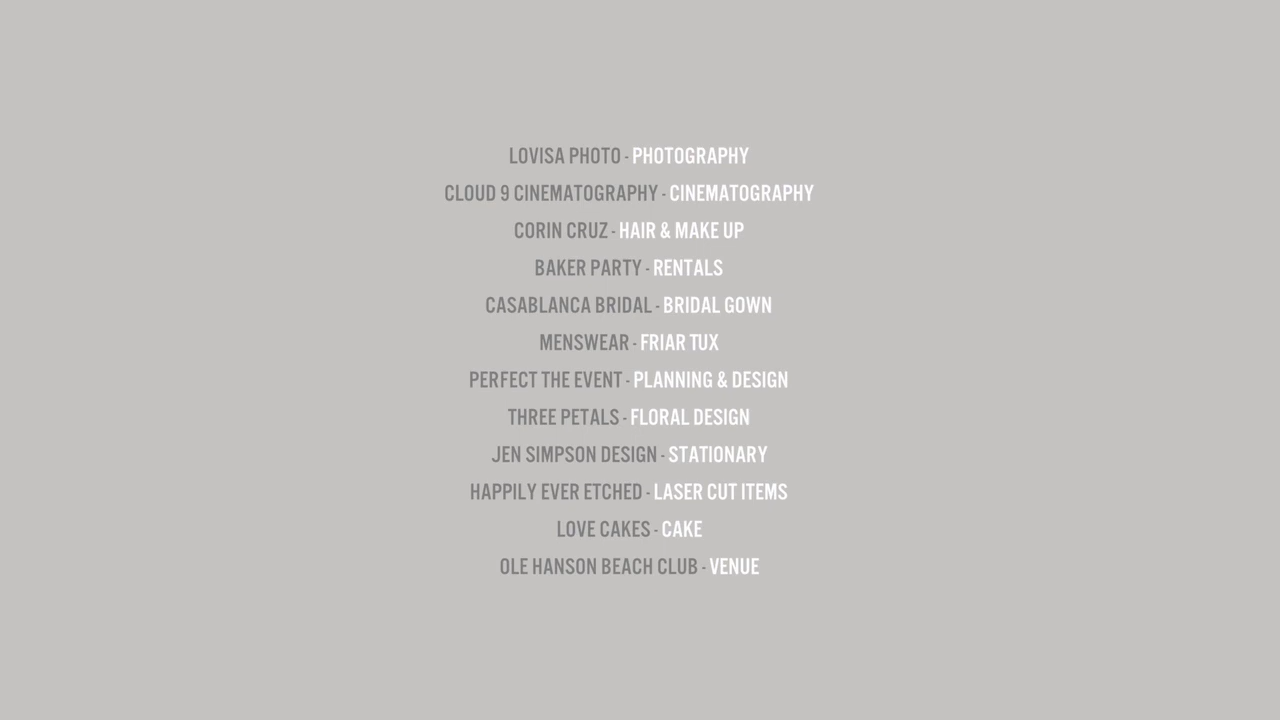 LOVISA PHOTO - PHOTOGRAPHY
CLOUD 9 CINEMATOGRAPHY - CINEMATOGRAPHY
CORIN CRUZ - HAIR & MAKE UP
BAKER PARTY - RENTALS
CASABLANCA BRIDAL - BRIDAL GOWN
MENSWEAR - FRIAR TUX
PERFECT THE EVENT - PLANNING & DESIGN
THREE PETALS - FLORAL DESIGN
JEN SIMPSON DESIGN - STATIONARY
HAPPILY EVER ETCHED - LASER CUT ITEMS
LOVE CAKES - CAKE
OLE HANSON BEACH CLUB - VENUE